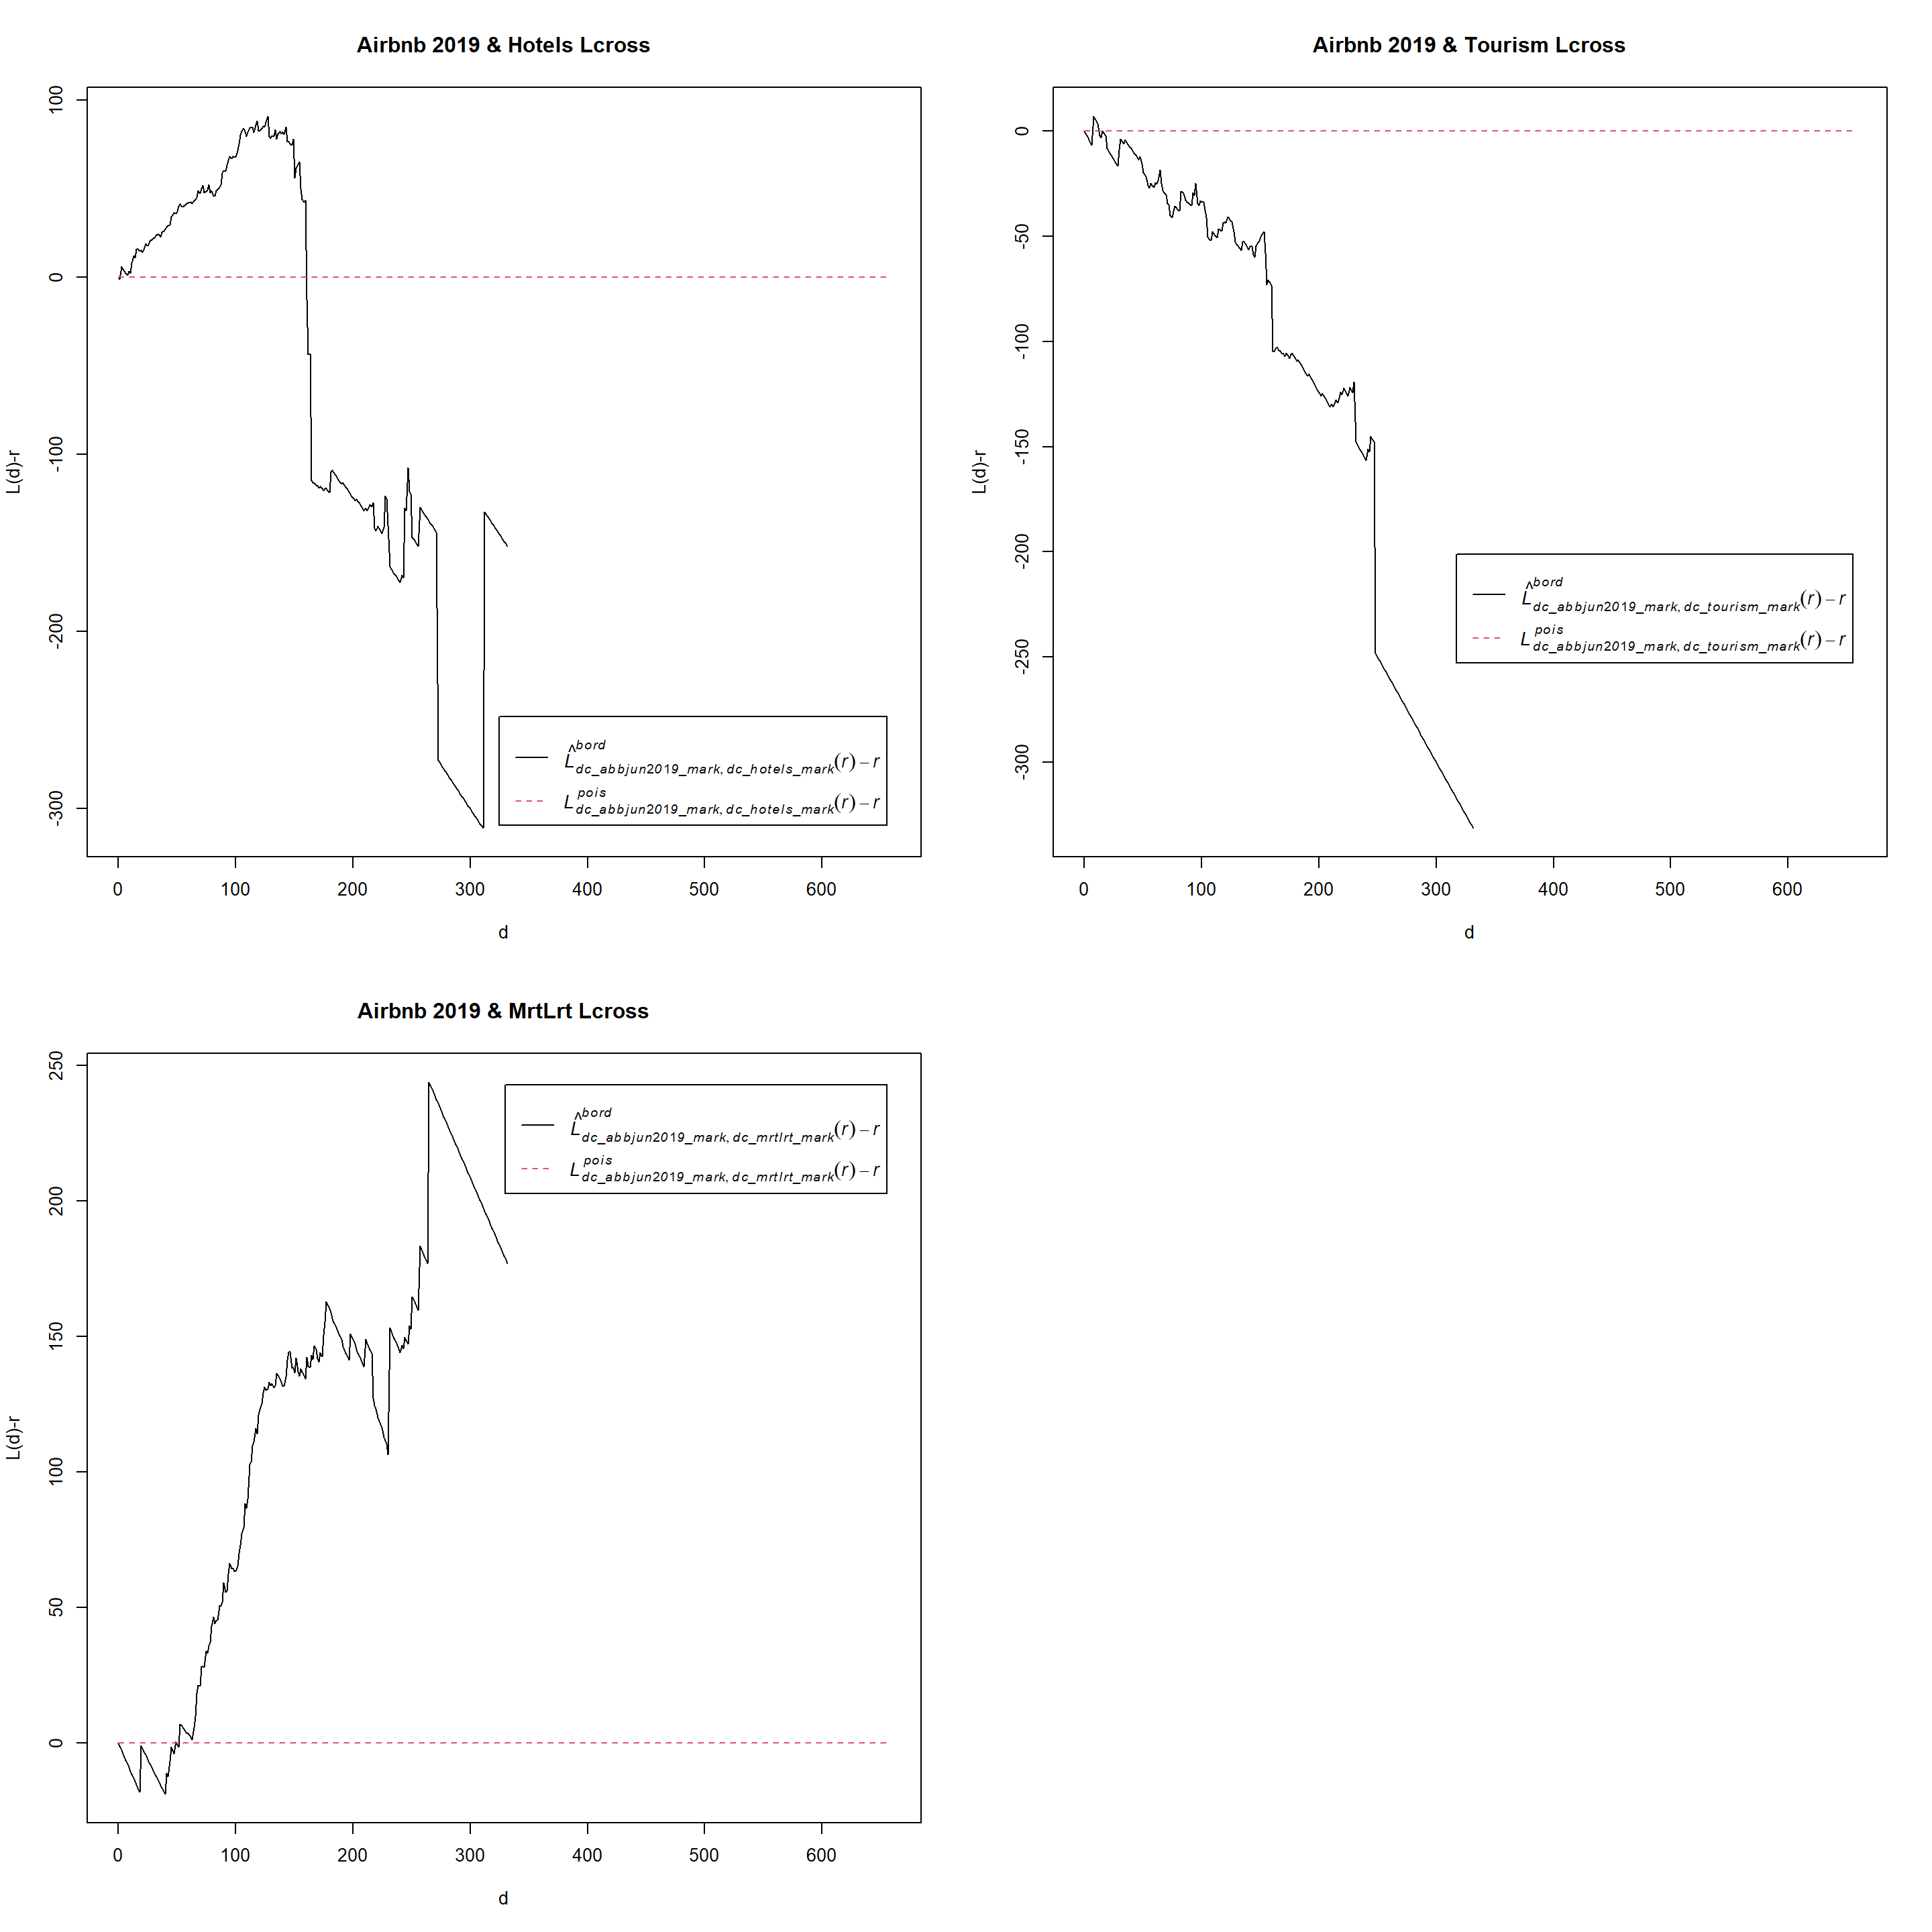 Airbnb 2019 & Hotels Lcross
L(d)-r
100
0
-100
-200
-300
L̂ bord dc_abbjun2019_mark, dc_hotels_mark (r) – r
L pois dc_abbjun2019_mark, dc_hotels_mark (r) – r
0 100 200 300 400 500 600
d
Airbnb 2019 & Tourism Lcross
L(d)-r
0
-50
-100
-150
-200
-250
-300
L̂ bord dc_abbjun2019_mark, dc_tourism_mark (r) – r
L pois dc_abbjun2019_mark, dc_tourism_mark (r) – r
0 100 200 300 400 500 600
d
Airbnb 2019 & MrtLrt Lcross
L(d)-r
250
200
150
100
50
0
L̂ bord dc_abbjun2019_mark, dc_mrtlrt_mark (r) – r
L pois dc_abbjun2019_mark, dc_mrtlrt_mark (r) – r
0 100 200 300 400 500 600
d